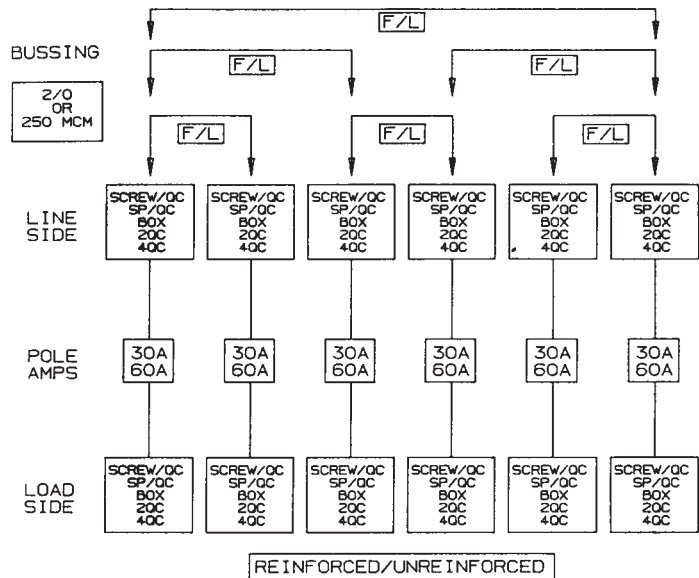 F/L
BUSSING
F/L
F/L
2/0
OR
250 MCM
F/L
F/L
F/L
LINE
SIDE
SCREW/QC
SP/QC
BOX
2QC
4QC
SCREW/QC
SP/QC
BOX
2QC
4QC
SCREW/QC
SP/QC
BOX
2QC
4QC
SCREW/QC
SP/QC
BOX
2QC
4QC
SCREW/QC
SP/QC
BOX
2QC
4QC
SCREW/QC
SP/QC
BOX
2QC
4QC
POLE
AMPS
30A
60A
30A
60A
30A
60A
30A
60A
30A
60A
30A
60A
LOAD
SIDE
SCREW/QC
SP/QC
BOX
2QC
4QC
SCREW/QC
SP/QC
BOX
2QC
4QC
SCREW/QC
SP/QC
BOX
2QC
4QC
SCREW/QC
SP/QC
BOX
2QC
4QC
SCREW/QC
SP/QC
BOX
2QC
4QC
SCREW/QC
SP/QC
BOX
2QC
4QC
REINFORCED/UNREINFORCED